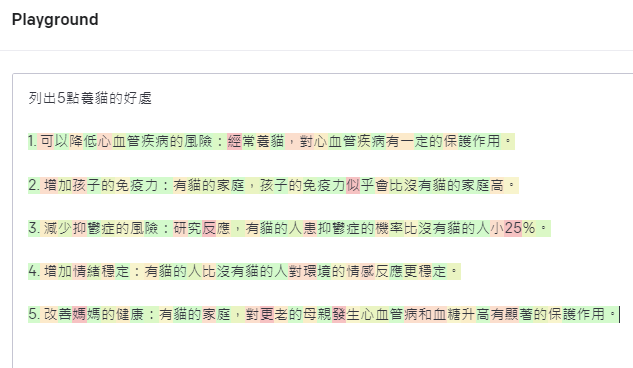 Playground
列出5點養貓的好處
1. 可以降低心血管疾病的風險：經常養貓，對心血管疾病有一定的保護作用。
2. 增加孩子的免疫力：有貓的家庭，孩子的免疫力似乎會比沒有貓的家庭高。
3. 減少抑鬱症的風險：研究反應，有貓的人患抑鬱症的機率比沒有貓的人小25%。
4. 增加情緒穩定：有貓的人比沒有貓的人對環境的情感反應更穩定。
5. 改善媽媽的健康：有貓的家庭，對更老的母親發生心血管病和血糖升高有顯著的保護作用。